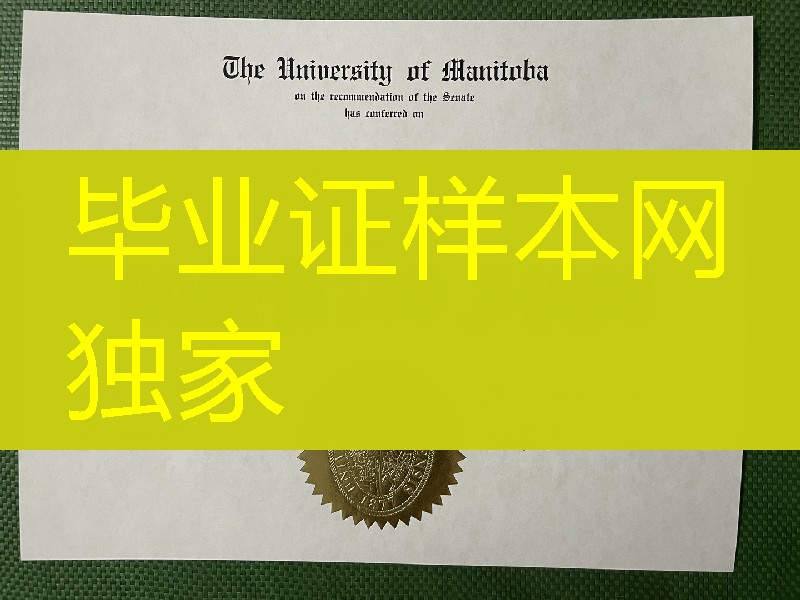 The University of Manitoba
on the recommendation of the Senate
has conferred on
毕业证样本网
独家
1877